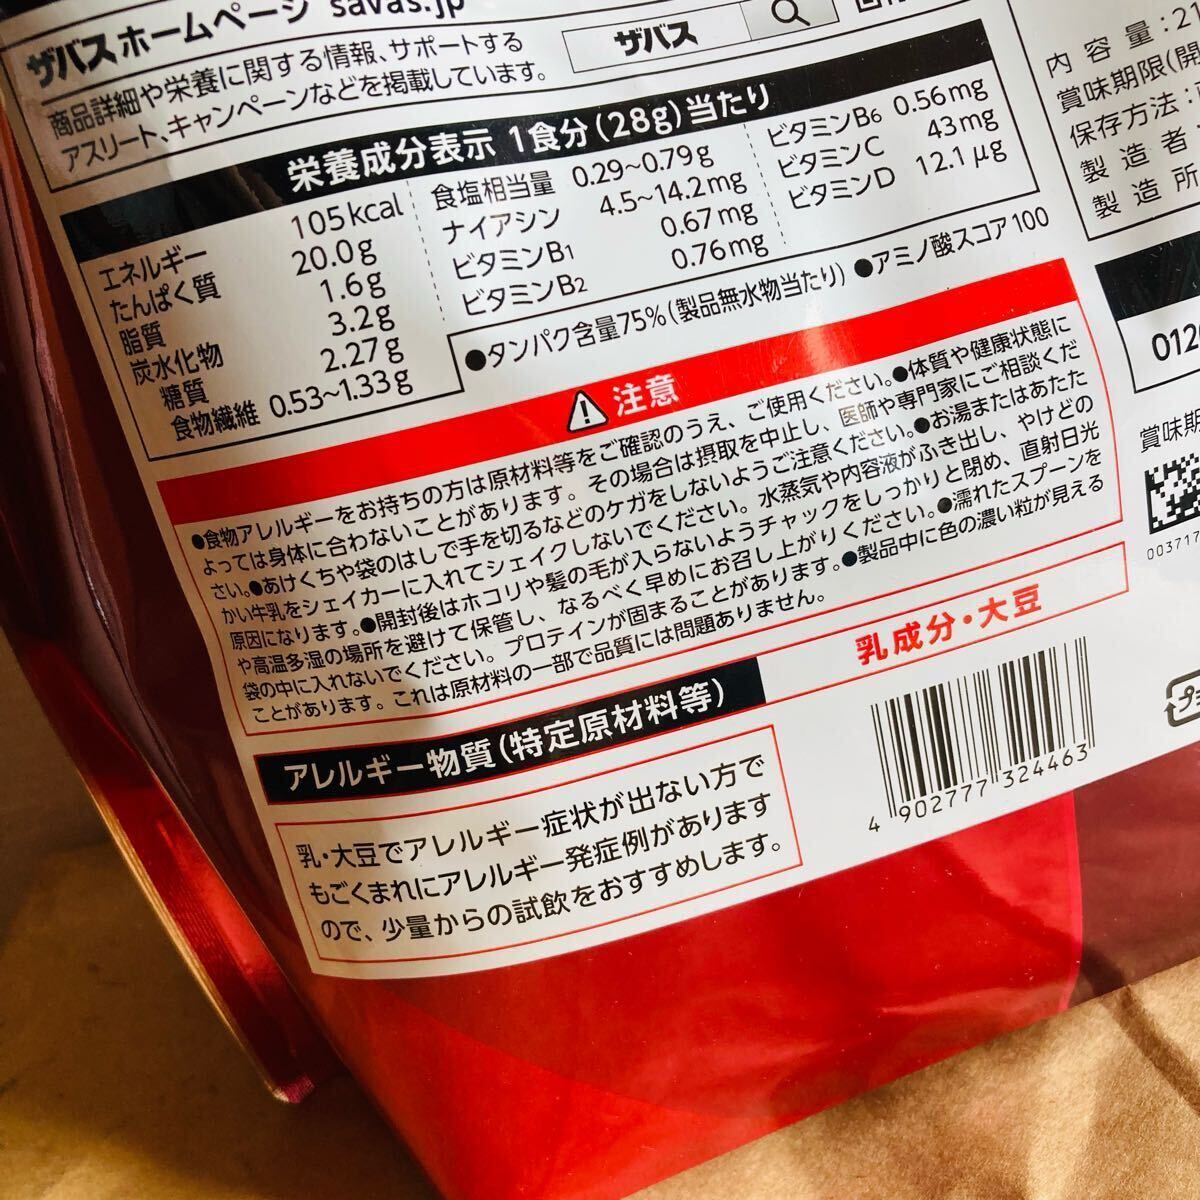 ザバスホームページ savas.jp
商品詳細や栄養に関する情報、サポートする
アスリート、キャンペーンなどを掲載しています。
ザバス
栄養成分表示 1食分(28g)当たり
エネルギー 105kcal
たんぱく質 20.0g
脂質 1.6g
炭水化物 3.2g
糖質 2.27g
食物繊維 0.53~1.33g
食塩相当量 0.29~0.79g
ナイアシン 4.5~14.2mg
ビタミンB1 0.67mg
ビタミンB2 0.76mg
ビタミンB6 0.56mg
ビタミンC 43mg
ビタミンD 12.1μg
●タンパク含量75%(製品無水物当たり) ●アミノ酸スコア100
注意
●食物アレルギーをお持ちの方は原材料等をご確認のうえ、ご使用ください。●体質や健康状態に
よっては身体に合わないことがあります。その場合は摂取を中止し、医師や専門家にご相談くだ
さい。●あけくちや袋のはしで手を切るなどのケガをしないようご注意ください。●お湯またはあたた
かい牛乳をシェイカーに入れてシェイクしないでください。水蒸気や内容液がふき出し、やけどの
原因になります。●開封後はホコリや髪の毛が入らないようチャックをしっかりと閉め、直射日光
や高温多湿の場所を避けて保管し、なるべく早めにお召し上がりください。●濡れたスプーンを
袋の中に入れないでください。プロテインが固まることがあります。●製品中に色の濃い粒が見える
ことがあります。これは原材料の一部で品質には問題ありません。
アレルギー物質(特定原材料等)
乳成分・大豆
乳・大豆でアレルギー症状が出ない方で
もごくまれにアレルギー発症例があります
ので、少量からの試飲をおすすめします。
4 902777 324463
内容量:21
賞味期限(開
保存方法:
製造者
製造所
012
賞味期
003717
プラ